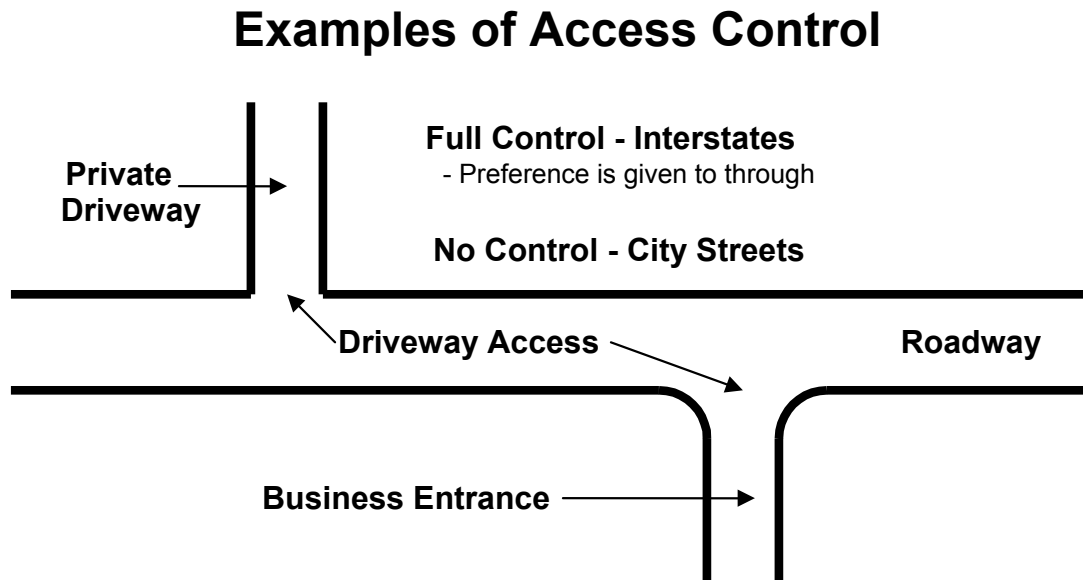 Examples of Access Control
Full Control - Interstates
- Preference is given to through
Private
Driveway
No Control - City Streets
Driveway Access
Roadway
Business Entrance